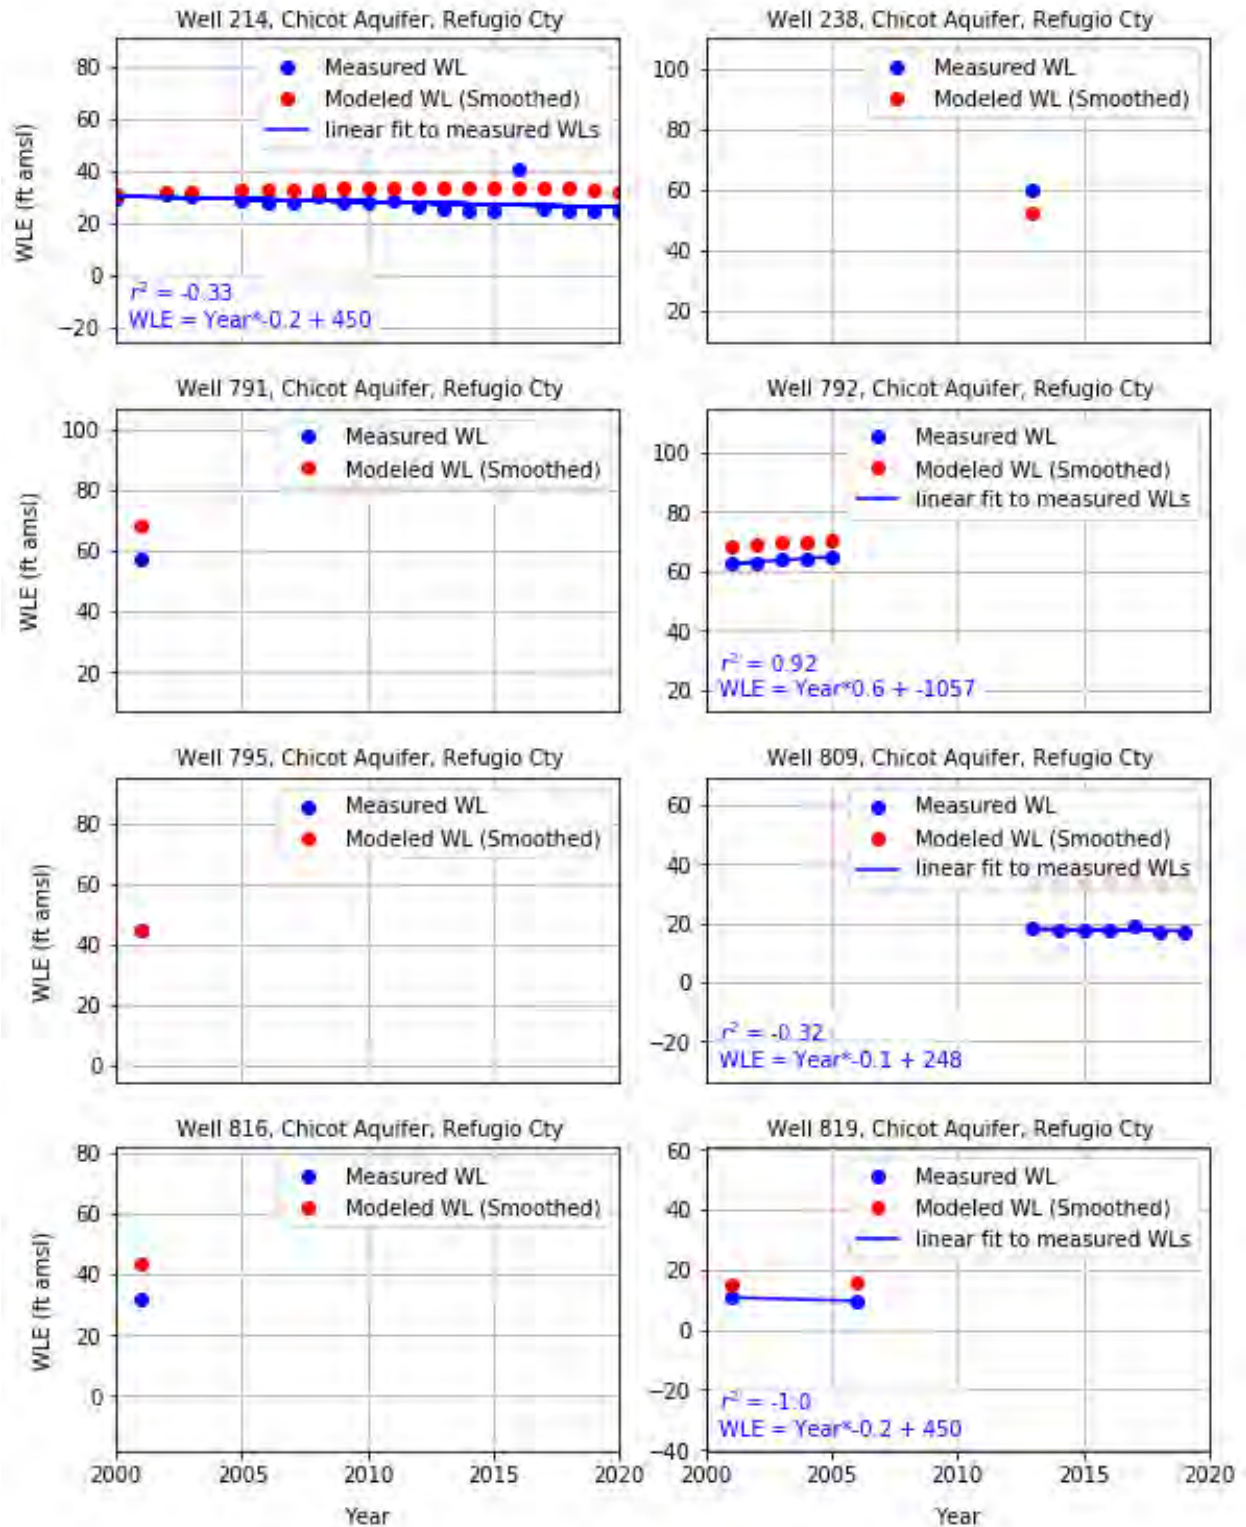 Well 214, Chicot Aquifer, Refugio Cty
80
60
40
20
0
−20
WLE (ft amsl)
Measured WL
Modeled WL (Smoothed)
linear fit to measured WLs
r² = -0.33
WLE = Year*-0.2 + 450
Well 238, Chicot Aquifer, Refugio Cty
100
80
60
40
20
Measured WL
Modeled WL (Smoothed)
Well 791, Chicot Aquifer, Refugio Cty
100
80
60
40
20
WLE (ft amsl)
Measured WL
Modeled WL (Smoothed)
Well 792, Chicot Aquifer, Refugio Cty
100
80
60
40
20
Measured WL
Modeled WL (Smoothed)
linear fit to measured WLs
r² = 0.92
WLE = Year*0.6 + -1057
Well 795, Chicot Aquifer, Refugio Cty
80
60
40
20
0
WLE (ft amsl)
Measured WL
Modeled WL (Smoothed)
Well 809, Chicot Aquifer, Refugio Cty
60
40
20
0
−20
Measured WL
Modeled WL (Smoothed)
linear fit to measured WLs
r² = -0.32
WLE = Year*-0.1 + 248
Well 816, Chicot Aquifer, Refugio Cty
80
60
40
20
0
WLE (ft amsl)
Measured WL
Modeled WL (Smoothed)
2000 2005 2010 2015 2020
Year
Well 819, Chicot Aquifer, Refugio Cty
60
40
20
0
−20
−40
Measured WL
Modeled WL (Smoothed)
linear fit to measured WLs
r² = -1.0
WLE = Year*-0.2 + 450
2000 2005 2010 2015 2020
Year